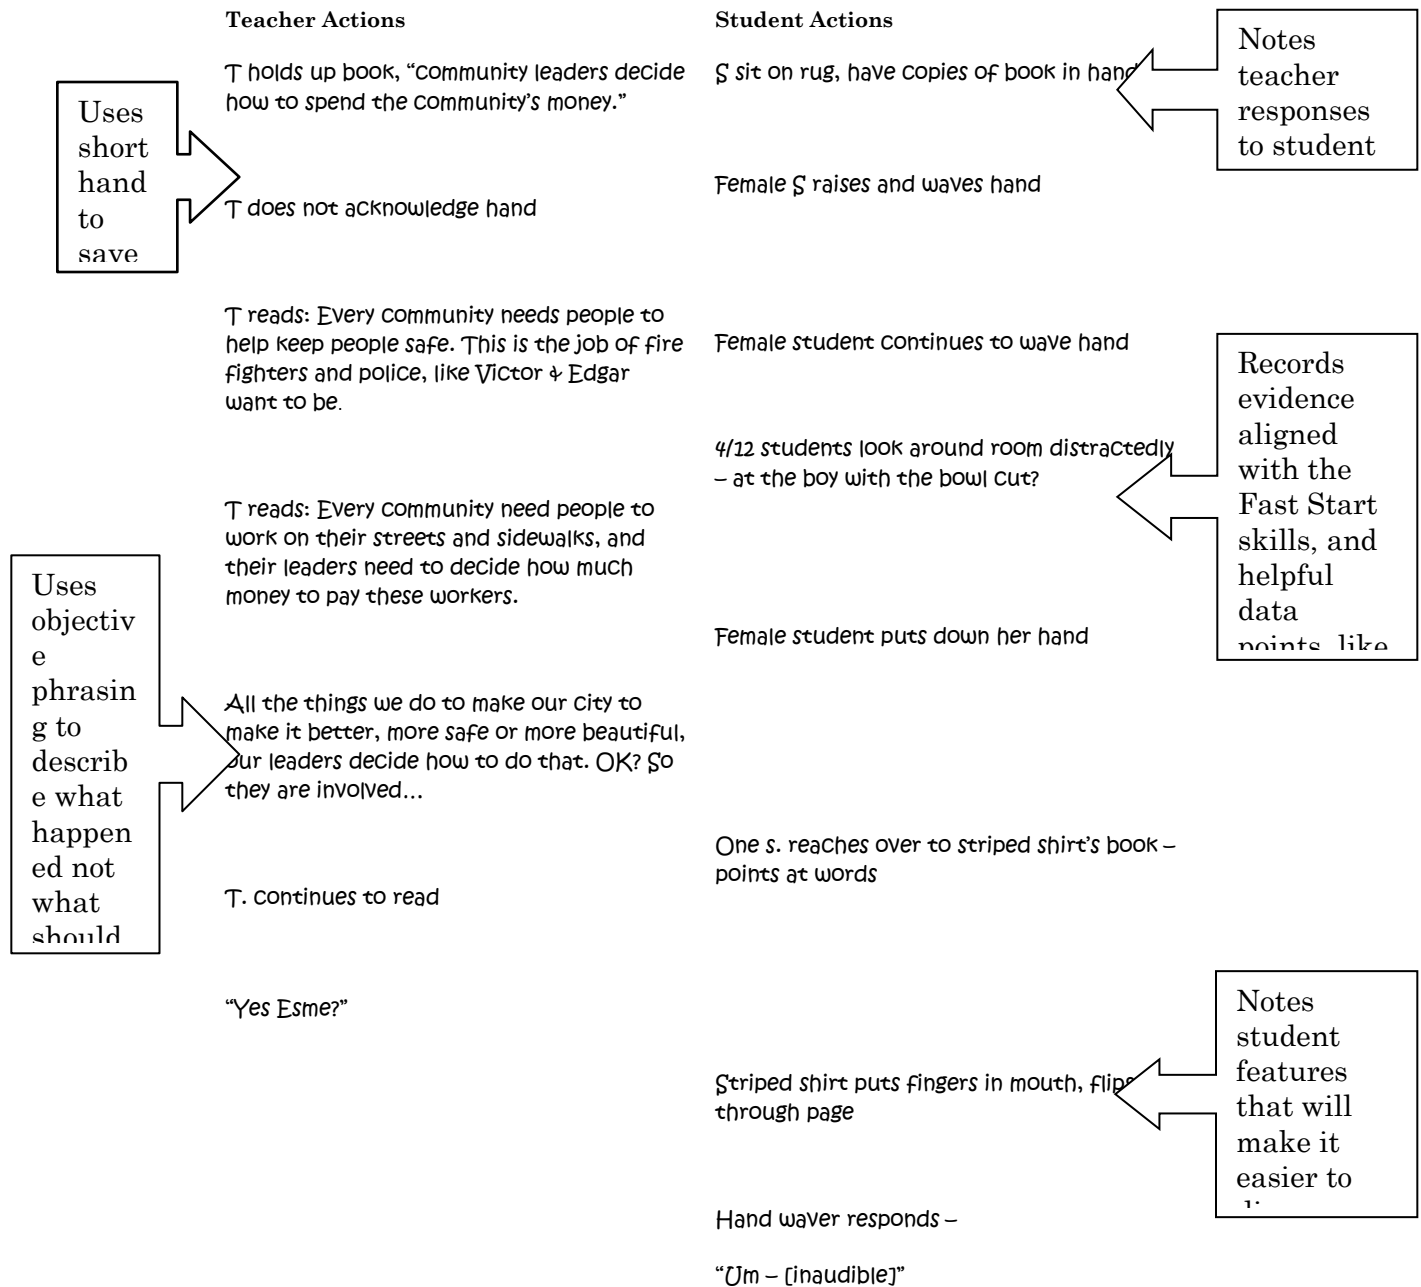 Teacher Actions
Student Actions
T holds up book, “Community leaders decide
how to spend the community’s money.”
S sit on rug, have copies of book in hand
Notes
teacher
responses
to student
Uses
short
hand
to
save
T does not acknowledge hand
Female S raises and waves hand
T reads: Every community needs people to
help keep people safe. This is the job of fire
fighters and police, like Victor & Edgar
want to be.
Female student continues to wave hand
4/12 students look around room distractedly
– at the boy with the bowl cut?
Records
evidence
aligned
with the
Fast Start
skills, and
helpful
data
points, like
T reads: Every community need people to
work on their streets and sidewalks, and
their leaders need to decide how much
money to pay these workers.
Female student puts down her hand
Uses
objectiv
e
phrasin
g to
describ
e what
happen
ed not
what
should
All the things we do to make our city to
make it better, more safe or more beautiful,
our leaders decide how to do that. OK? So
they are involved…
One s. reaches over to striped shirt’s book –
points at words
T. continues to read
“Yes Esme?”
Striped shirt puts fingers in mouth, flips
through page
Notes
student
features
that will
make it
easier to
Hand waver responds –
“Um – [inaudible]”